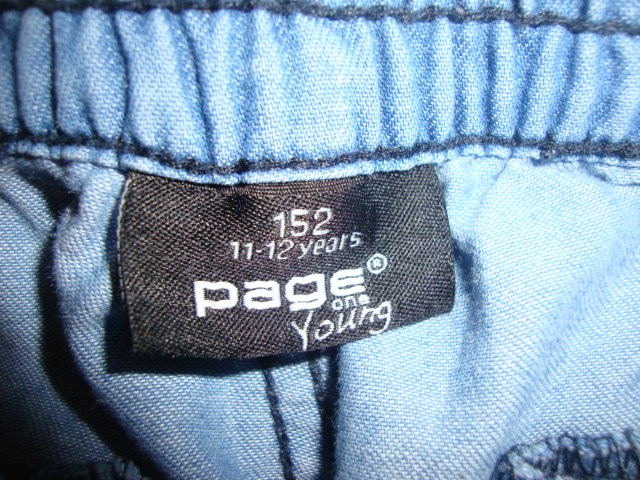 152
11-12 years
page®
one
Young